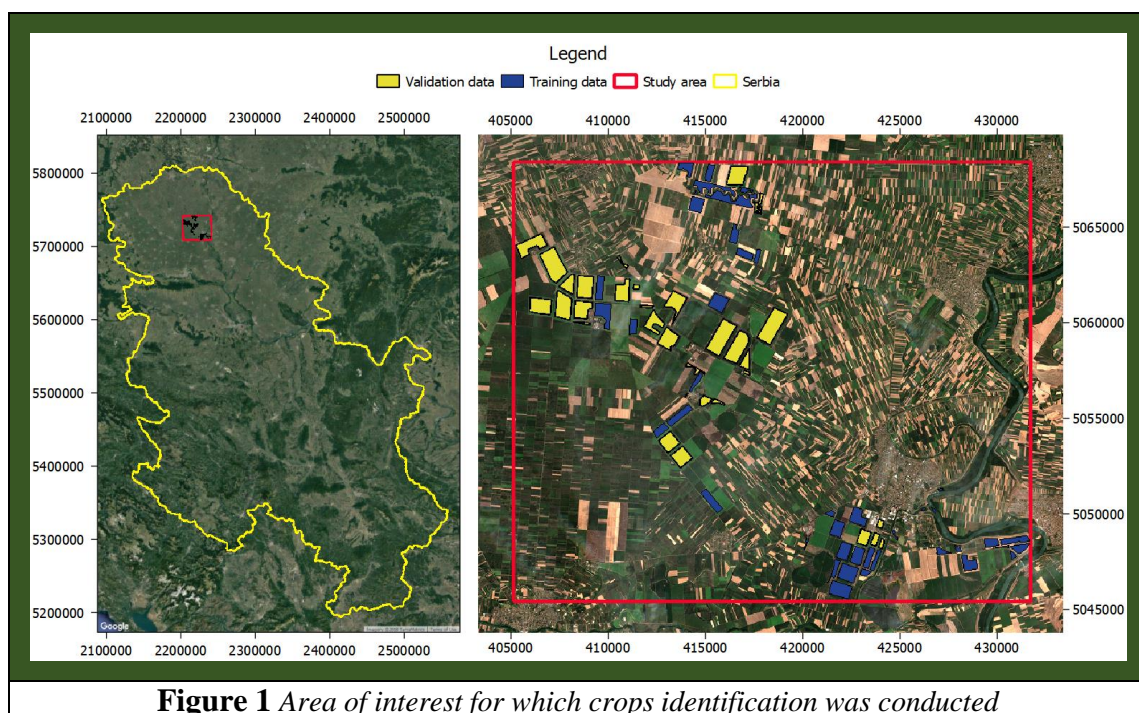 Legend
Validation data Training data Study area Serbia
2100000 2200000 2300000 2400000 2500000
405000 410000 415000 420000 425000 430000
5800000
5700000
5600000
5500000
5400000
5300000
5200000
5065000
5060000
5055000
5050000
5045000
Google
2100000 2200000 2300000 2400000 2500000
405000 410000 415000 420000 425000 430000
Figure 1 Area of interest for which crops identification was conducted